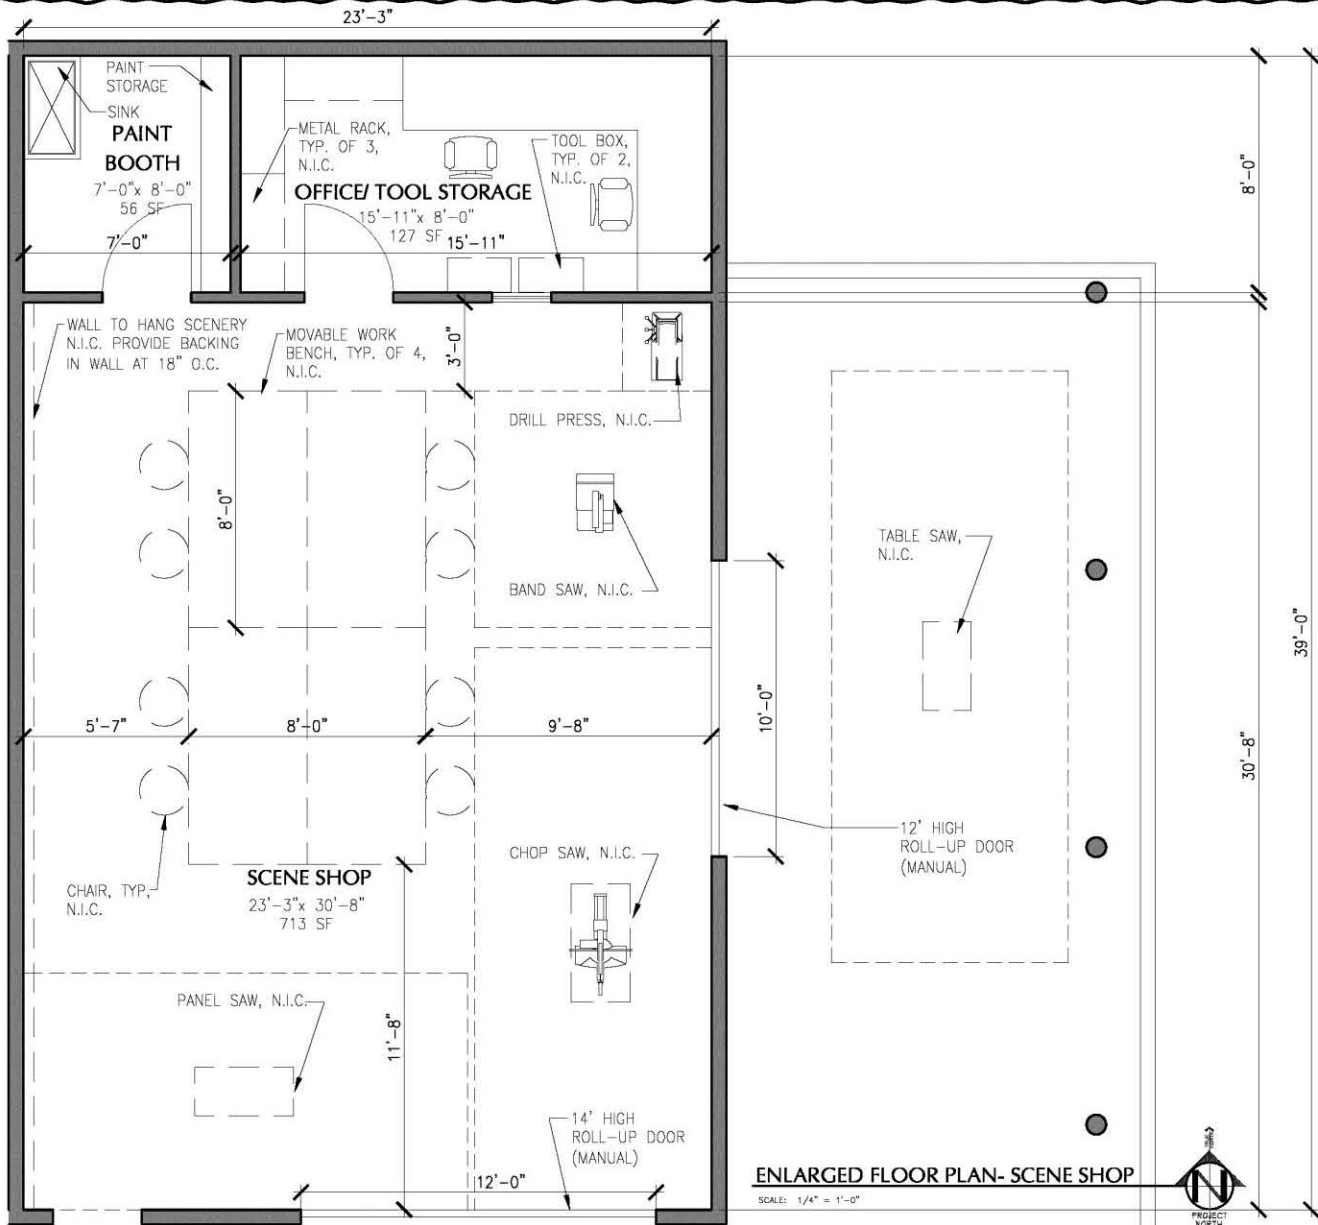 23'-3"
PAINT
STORAGE
SINK
PAINT
BOOTH
7'-0"x 8'-0"
56 SF
7'-0"
METAL RACK,
TYP. OF 3,
N.I.C.
OFFICE/ TOOL STORAGE
15'-11"x 8'-0"
127 SF
15'-11"
TOOL BOX,
TYP. OF 2,
N.I.C.
8'-0"
WALL TO HANG SCENERY
N.I.C. PROVIDE BACKING
IN WALL AT 18" O.C.
MOVABLE WORK
BENCH, TYP. OF 4,
N.I.C.
3'-0"
DRILL PRESS, N.I.C.
8'-0"
BAND SAW, N.I.C.
TABLE SAW,
N.I.C.
39'-0"
5'-7"
8'-0"
9'-8"
10'-0"
30'-8"
12' HIGH
ROLL-UP DOOR
(MANUAL)
CHOP SAW, N.I.C.
CHAIR, TYP,
N.I.C.
SCENE SHOP
23'-3"x 30'-8"
713 SF
PANEL SAW, N.I.C.
11'-8"
14' HIGH
ROLL-UP DOOR
(MANUAL)
12'-0"
ENLARGED FLOOR PLAN- SCENE SHOP
SCALE: 1/4" = 1'-0"
TRUE
NORTH
N
PROJECT
NORTH